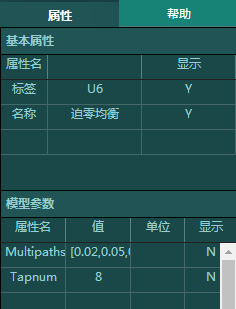 属性 帮助
基本属性
属性名 显示
标签 U6 Y
名称 迫零均衡 Y
模型参数
属性名 值 单位 显示
Multipaths [0.02,0.05,0 N
Tapnum 8 N